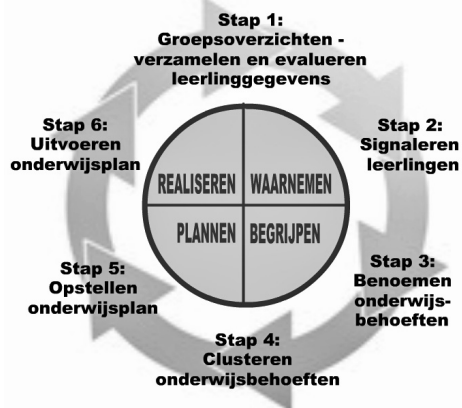 Stap 1:
Groepsoverzichten -
verzamelen en evalueren
leerlinggegevens
Stap 2:
Signaleren
leerlingen
Stap 3:
Benoemen
onderwijs-
behoeften
Stap 4:
Clusteren
onderwijsbehoeften
Stap 5:
Opstellen
onderwijsplan
Stap 6:
Uitvoeren
onderwijsplan
REALISEREN WAARNEMEN
PLANNEN BEGRIJPEN